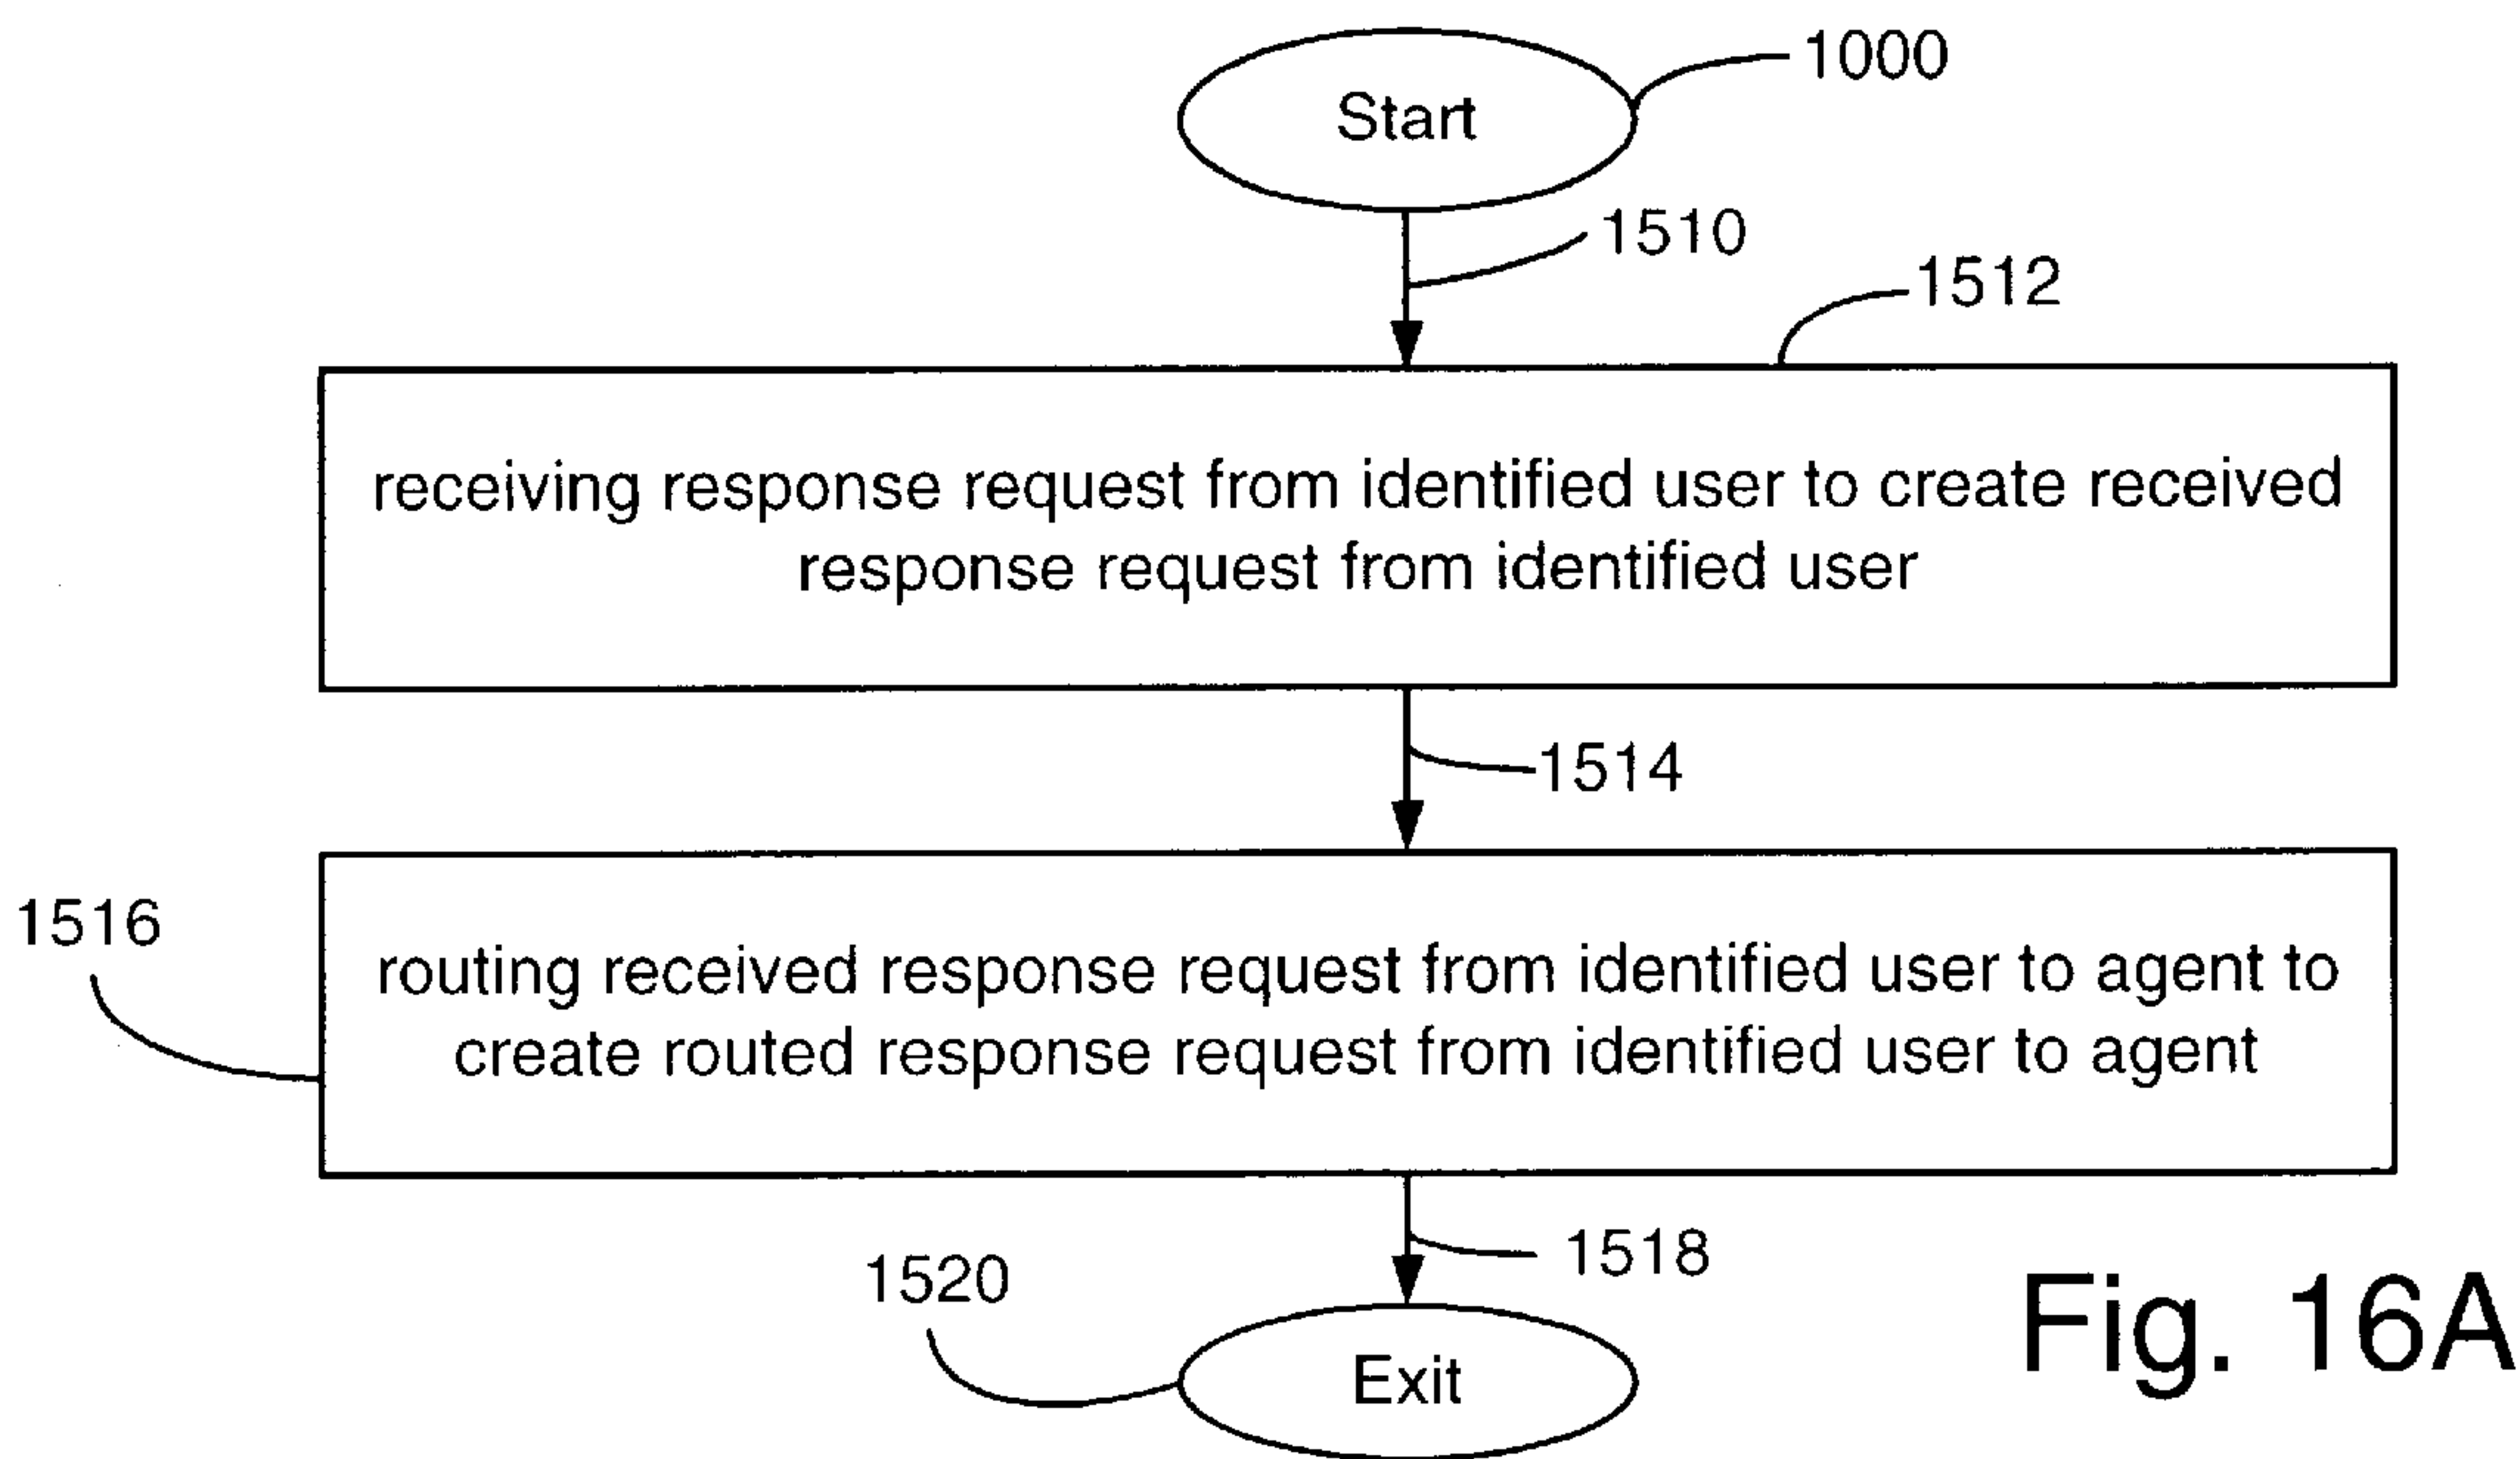 1000
Start
1510
1512
receiving response request from identified user to create received
response request from identified user
1514
1516
routing received response request from identified user to agent to
create routed response request from identified user to agent
1518
1520
Exit
Fig. 16A